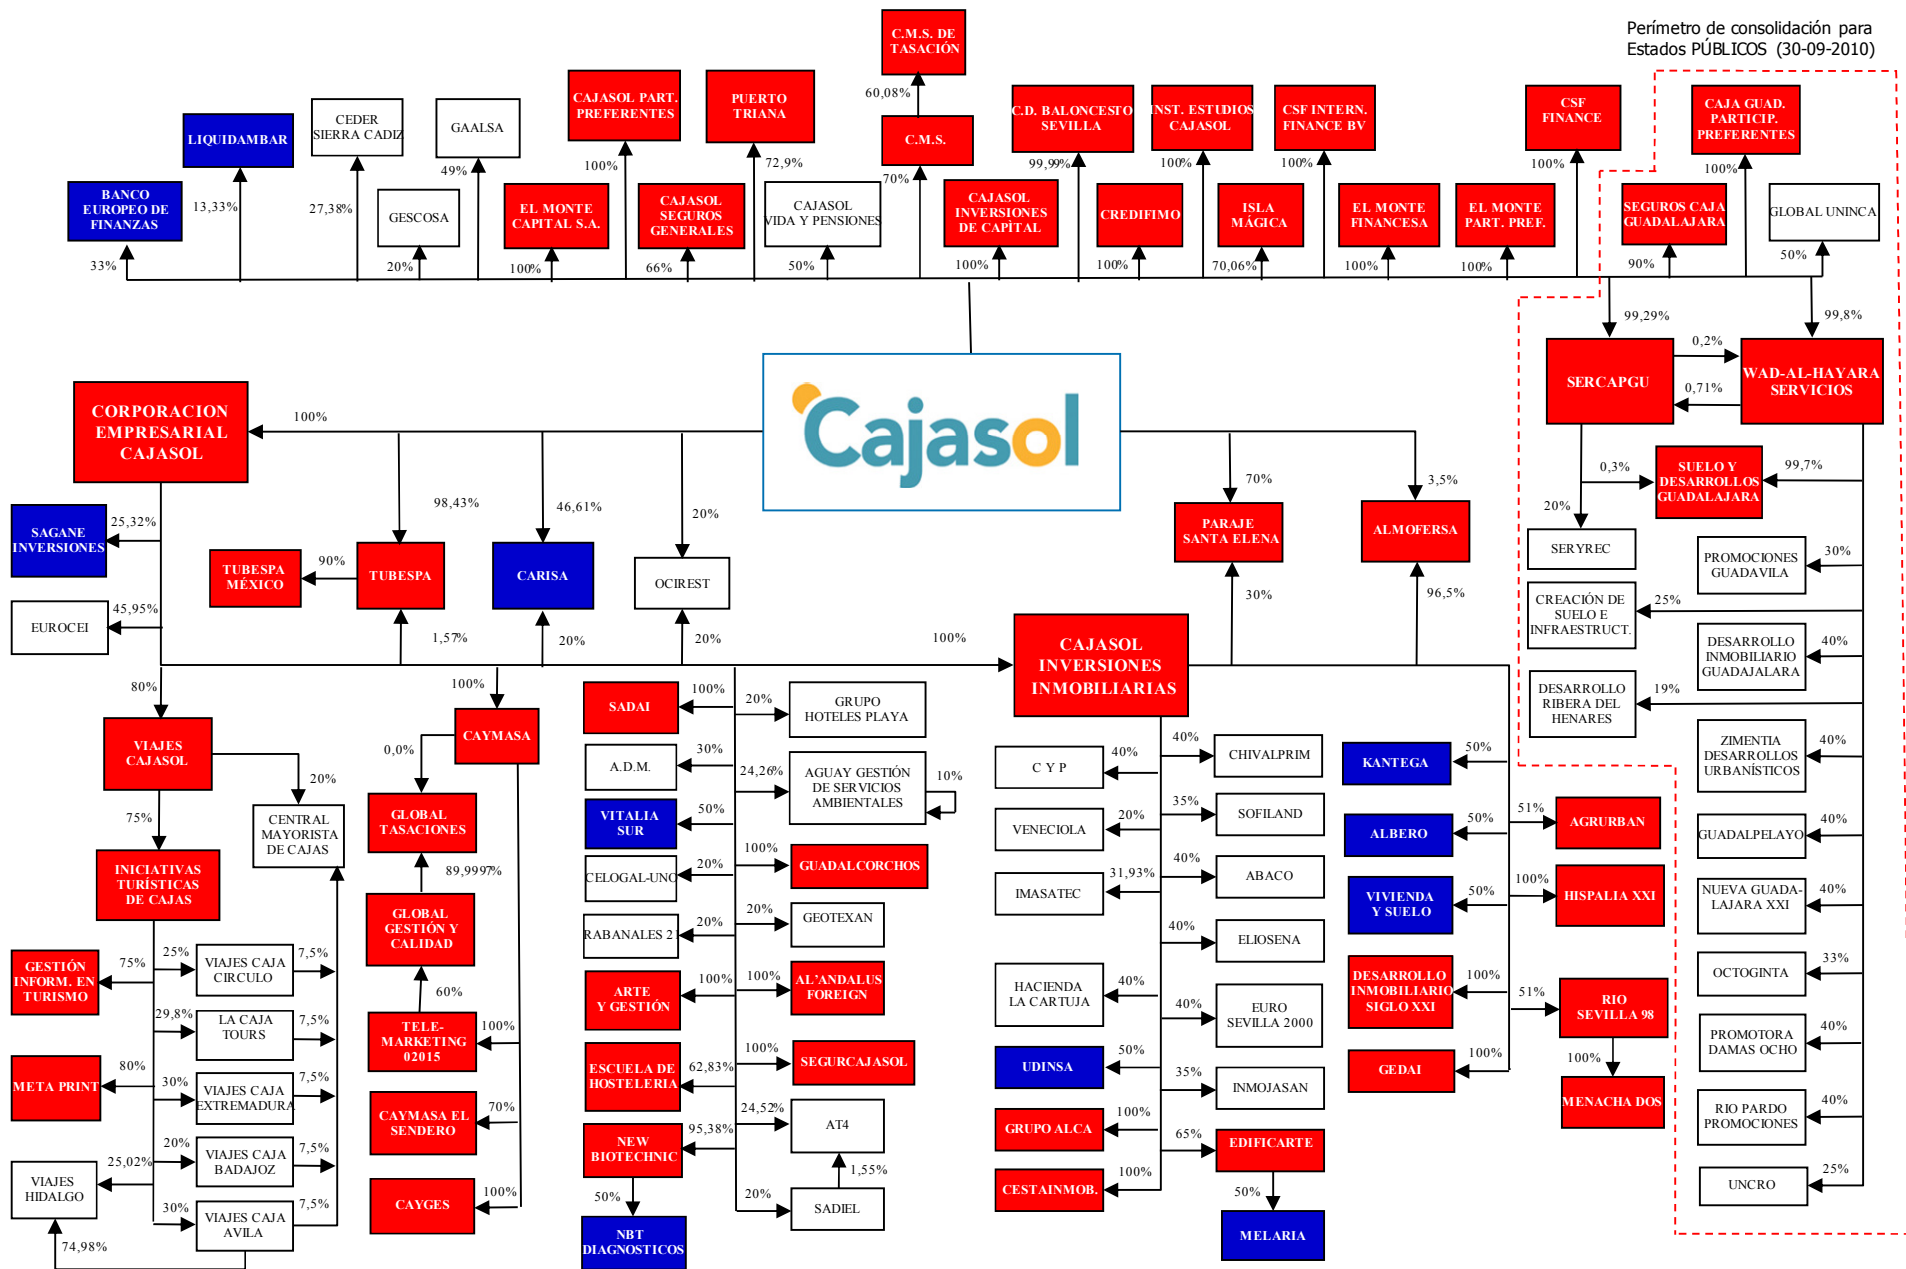 Perímetro de consolidación para
Estados PÚBLICOS (30-09-2010)
C.M.S. DE
TASACIÓN
60,08%
C.M.S.
70%
BANCO
EUROPEO DE
FINANZAS
33%
LIQUIDAMBAR
13,33%
CEDER
SIERRA CADIZ
27,38%
GESCOSA
20%
GAALSA
49%
EL MONTE
CAPITAL S.A.
100%
CAJASOL PART.
PREFERENTES
100%
CAJASOL
SEGUROS
GENERALES
66%
PUERTO
TRIANA
72,9%
CAJASOL
VIDA Y PENSIONES
50%
CAJASOL
INVERSIONES
DE CAPÌTAL
100%
C.D. BALONCESTO
SEVILLA
99,99%
CREDIFIMO
100%
INST. ESTUDIOS
CAJASOL
100%
ISLA
MÁGICA
70,06%
CSF INTERN.
FINANCE BV
100%
EL MONTE
FINANCESA
100%
EL MONTE
PART. PREF.
100%
CSF
FINANCE
100%
SEGUROS CAJA
GUADALAJARA
90%
CAJA GUAD.
PARTICIP.
PREFERENTES
100%
GLOBAL UNINCA
50%
99,29%
99,8%
SERCAPGU
0,2%
0,71%
WAD-AL-HAYARA
SERVICIOS
Cajasol
CORPORACION
EMPRESARIAL
CAJASOL
100%
SAGANE
INVERSIONES
25,32%
EUROCEI
45,95%
TUBESPA
MÉXICO
90%
TUBESPA
98,43%
1,57%
CARISA
46,61%
20%
OCIREST
20%
20%
PARAJE
SANTA ELENA
70%
30%
ALMOFERSA
3,5%
96,5%
0,3%
SUELO Y
DESARROLLOS
GUADALAJARA
99,7%
20%
SERYREC
PROMOCIONES
GUADAVILA
30%
CREACIÓN DE
SUELO E
INFRAESTRUCT.
25%
DESARROLLO
INMOBILIARIO
GUADAJALARA
40%
DESARROLLO
RIBERA DEL
HENARES
19%
ZIMENTIA
DESARROLLOS
URBANÍSTICOS
40%
GUADALPELAYO
40%
NUEVA GUADA-
LAJARA XXI
40%
OCTOGINTA
33%
PROMOTORA
DAMAS OCHO
40%
RIO PARDO
PROMOCIONES
40%
UNCRO
25%
100%
CAJASOL
INVERSIONES
INMOBILIARIAS
80%
VIAJES
CAJASOL
20%
CENTRAL
MAYORISTA
DE CAJAS
75%
INICIATIVAS
TURÍSTICAS
DE CAJAS
GESTIÓN
INFORM. EN
TURISMO
75%
25%
VIAJES CAJA
CIRCULO
7,5%
29,8%
LA CAJA
TOURS
7,5%
META PRINT
80%
30%
VIAJES CAJA
EXTREMADURA
7,5%
20%
VIAJES CAJA
BADAJOZ
7,5%
VIAJES
HIDALGO
25,02%
30%
VIAJES CAJA
AVILA
7,5%
74,98%
100%
CAYMASA
0,0%
GLOBAL
TASACIONES
89,9997%
GLOBAL
GESTIÓN Y
CALIDAD
60%
TELE-
MARKETING
02015
100%
CAYMASA EL
SENDERO
70%
CAYGES
100%
SADAI
100%
20%
GRUPO
HOTELES PLAYA
A.D.M.
30%
24,26%
AGUAY GESTIÓN
DE SERVICIOS
AMBIENTALES
10%
VITALIA
SUR
50%
100%
GUADALCORCHOS
CELOGAL-UNO
20%
20%
GEOTEXAN
RABANALES 21
20%
ARTE
Y GESTIÓN
100%
100%
AL'ANDALUS
FOREIGN
ESCUELA DE
HOSTELERIA
62,83%
100%
SEGURCAJASOL
NEW
BIOTECHNIC
95,38%
24,52%
AT4
1,55%
20%
SADIEL
50%
NBT
DIAGNOSTICOS
C Y P
40%
40%
CHIVALPRIM
VENECIOLA
20%
35%
SOFILAND
IMASATEC
31,93%
40%
ABACO
40%
ELIOSENA
HACIENDA
LA CARTUJA
40%
40%
EURO
SEVILLA 2000
UDINSA
50%
35%
INMOJASAN
GRUPO ALCA
100%
65%
EDIFICARTE
CESTAINMOB.
100%
50%
MELARIA
KANTEGA
50%
51%
AGRURBAN
ALBERO
50%
VIVIENDA
Y SUELO
50%
100%
HISPALIA XXI
DESARROLLO
INMOBILIARIO
SIGLO XXI
100%
51%
RIO
SEVILLA 98
GEDAI
100%
100%
MENACHA DOS